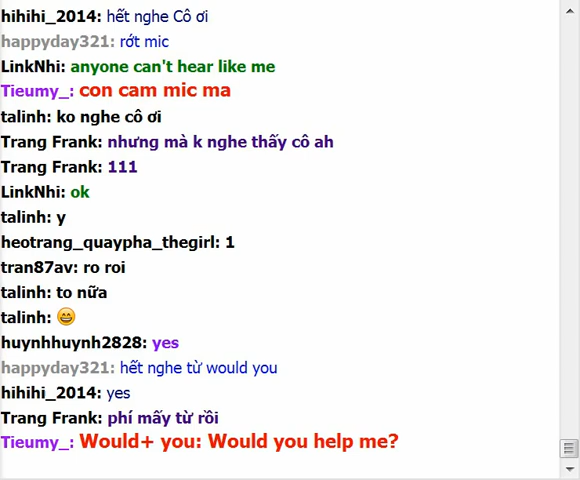 hihihi_2014: hết nghe Cô ơi
happyday321: rớt mic
LinkNhi: anyone can't hear like me
Tieumy_: con cam mic ma
talinh: ko nghe cô ơi
Trang Frank: nhưng mà k nghe thấy cô ah
Trang Frank: 111
LinkNhi: ok
talinh: y
heotrang_quaypha_thegirl: 1
tran87av: ro roi
talinh: to nữa
talinh: 😄
huynhhuynh2828: yes
happyday321: hết nghe từ would you
hihihi_2014: yes
Trang Frank: phí mấy từ rồi
Tieumy_: Would+ you: Would you help me?